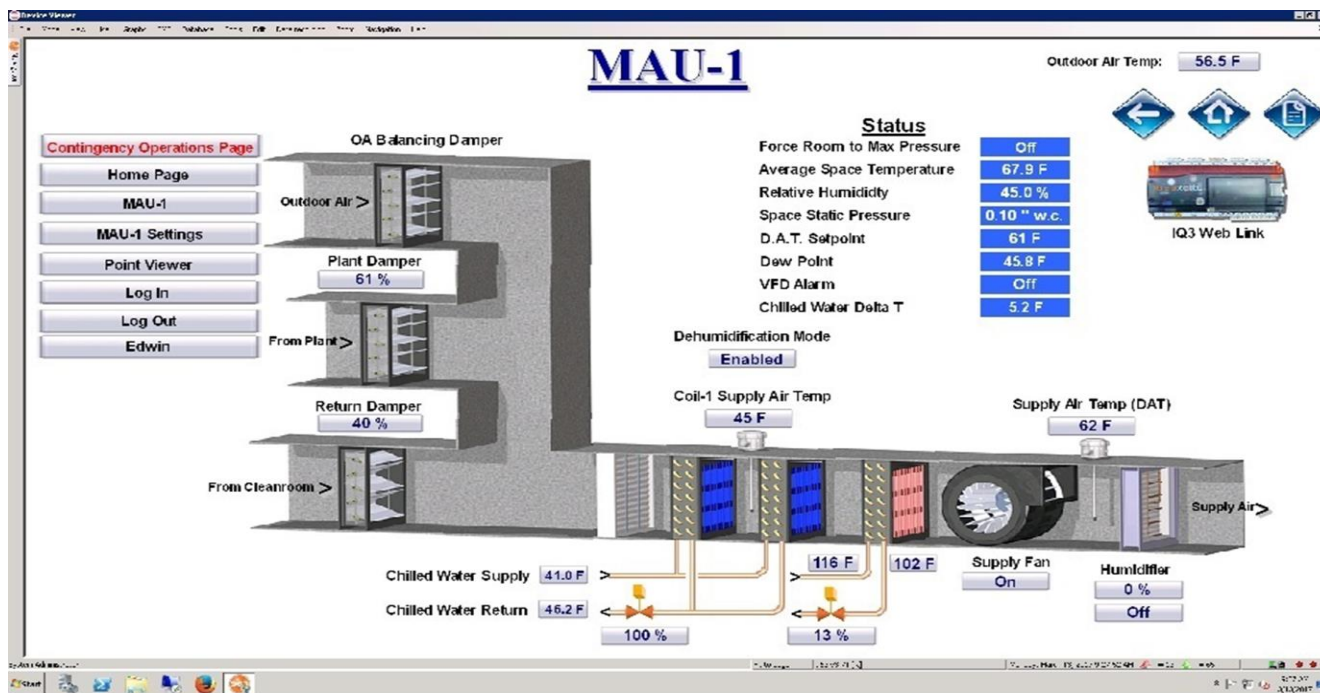 Device Viewer
MAU-1
Outdoor Air Temp: 56.5 F
Contingency Operations Page
Home Page
MAU-1
MAU-1 Settings
Point Viewer
Log In
Log Out
Edwin
OA Balancing Damper
Outdoor Air >
Plant Damper
61 %
From Plant >
Return Damper
40 %
From Cleanroom >
Status
Force Room to Max Pressure Off
Average Space Temperature 67.9 F
Relative Humididty 45.0 %
Space Static Pressure 0.10 " w.c.
D.A.T. Setpoint 61 F
Dew Point 45.8 F
VFD Alarm Off
Chilled Water Delta T 5.2 F
IQ3 Web Link
Dehumidification Mode
Enabled
Coil-1 Supply Air Temp
45 F
Supply Air Temp (DAT)
62 F
Supply Air >
Chilled Water Supply 41.0 F >
Chilled Water Return 46.2 F <
100 %
> 116 F 102 F
< 13 %
Supply Fan
On
Humidifier
0 %
Off
Start